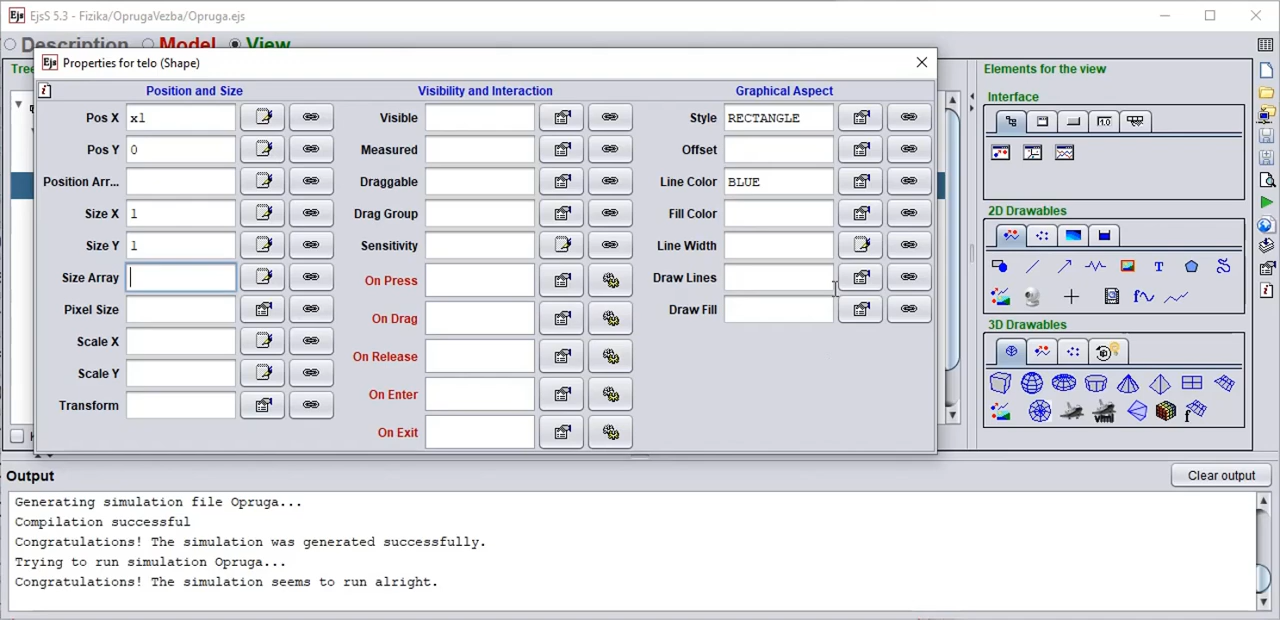 EjsS 5.3 - Fizika/OprugaVezba/Opruga.ejs
Description Model View
Tree
Properties for telo (Shape)
Position and Size
Pos X x1
Pos Y 0
Position Arr...
Size X 1
Size Y 1
Size Array
Pixel Size
Scale X
Scale Y
Transform
Visibility and Interaction
Visible
Measured
Draggable
Drag Group
Sensitivity
On Press
On Drag
On Release
On Enter
On Exit
Graphical Aspect
Style RECTANGLE
Offset
Line Color BLUE
Fill Color
Line Width
Draw Lines
Draw Fill
Elements for the view
Interface
2D Drawables
3D Drawables
Output
Clear output
Generating simulation file Opruga...
Compilation successful
Congratulations! The simulation was generated successfully.
Trying to run simulation Opruga...
Congratulations! The simulation seems to run alright.